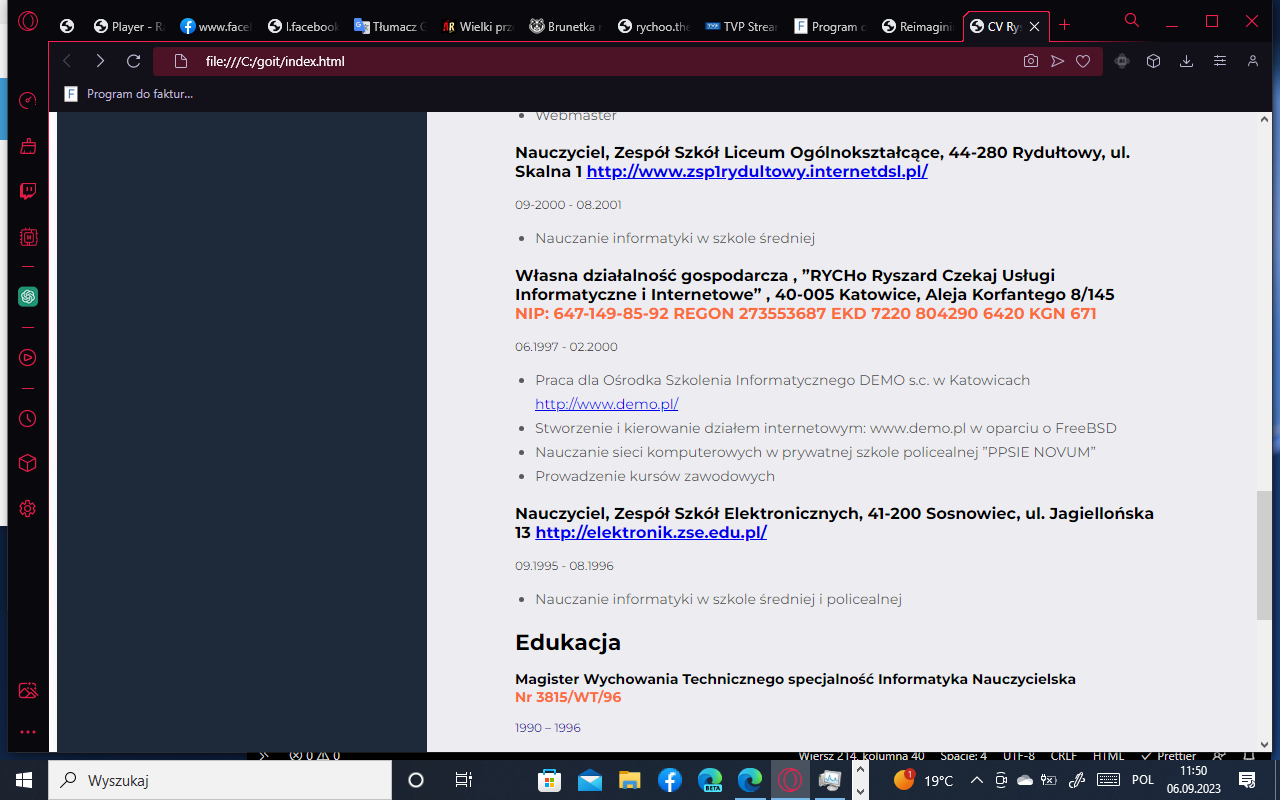 Player - R
www.facel
l.facebook
Tłumacz G
Wielki prz
Brunetka
rychoo.the
TVP Strear
Program c
Reimagini
CV Rys
file:///C:/goit/index.html
Program do faktur...
Webmaster
Nauczyciel, Zespół Szkół Liceum Ogólnokształcące, 44-280 Rydułtowy, ul.
Skalna 1 http://www.zsp1rydultowy.internetdsl.pl/
09-2000 - 08.2001
Nauczanie informatyki w szkole średniej
Własna działalność gospodarcza , ”RYCHo Ryszard Czekaj Usługi
Informatyczne i Internetowe” , 40-005 Katowice, Aleja Korfantego 8/145
NIP: 647-149-85-92 REGON 273553687 EKD 7220 804290 6420 KGN 671
06.1997 - 02.2000
Praca dla Ośrodka Szkolenia Informatycznego DEMO s.c. w Katowicach
http://www.demo.pl/
Stworzenie i kierowanie działem internetowym: www.demo.pl w oparciu o FreeBSD
Nauczanie sieci komputerowych w prywatnej szkole policealnej ”PPSIE NOVUM”
Prowadzenie kursów zawodowych
Nauczyciel, Zespół Szkół Elektronicznych, 41-200 Sosnowiec, ul. Jagiellońska
13 http://elektronik.zse.edu.pl/
09.1995 - 08.1996
Nauczanie informatyki w szkole średniej i policealnej
Edukacja
Magister Wychowania Technicznego specjalność Informatyka Nauczycielska
Nr 3815/WT/96
1990 – 1996
0 0 Wiersz 214, kolumna 40 Spacje: 4 UTF-8 CRLF HTML Prettier
Wyszukaj
BETA
1
19°C
POL
11:50
06.09.2023